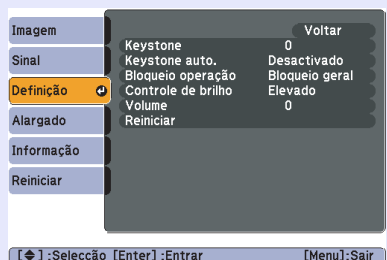 Imagem
Sinal
Definição
Alargado
Informação
Reiniciar
Voltar
Keystone 0
Keystone auto. Desactivado
Bloqueio operação Bloqueio geral
Controle de brilho Elevado
Volume 0
Reiniciar
[ ] :Selecção [Enter] :Entrar [Menu]:Sair